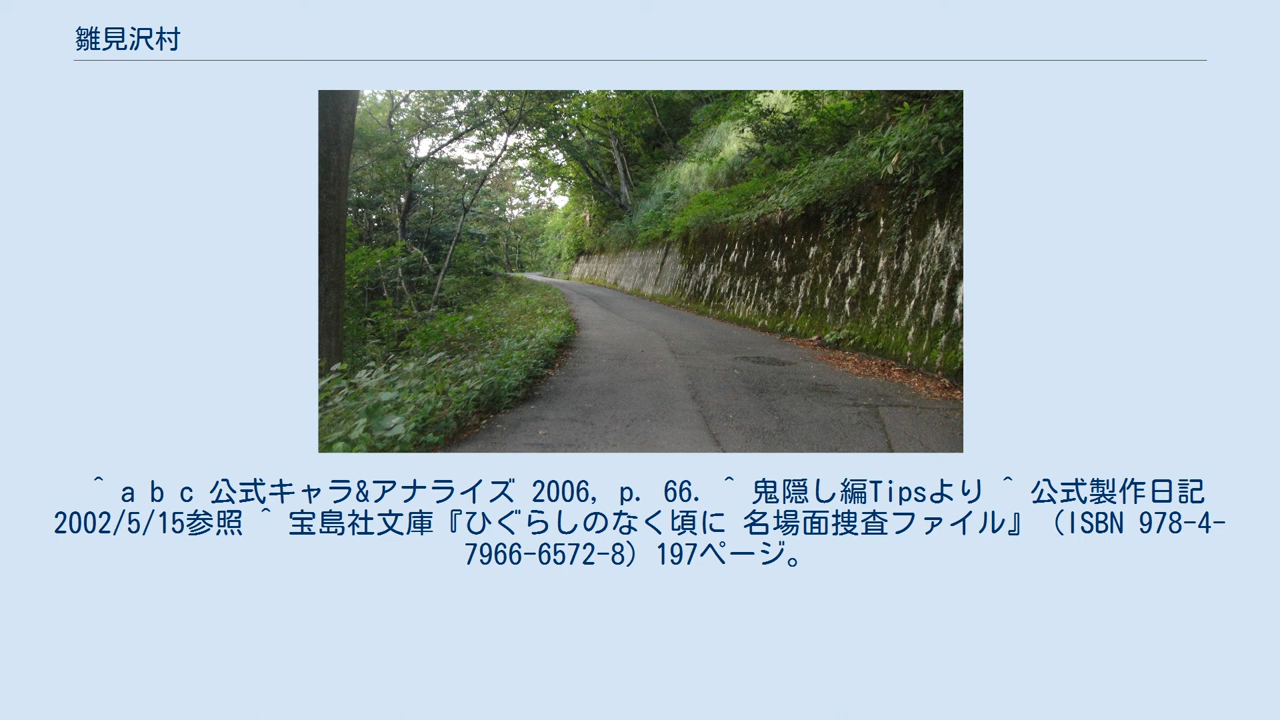 雛見沢村
^ a b c 公式キャラ&アナライズ 2006, p. 66. ^ 鬼隠し編Tipsより ^ 公式製作日記
2002/5/15参照 ^ 宝島社文庫『ひぐらしのなく頃に 名場面捜査ファイル』（ISBN 978-4-
7966-6572-8）197ページ。